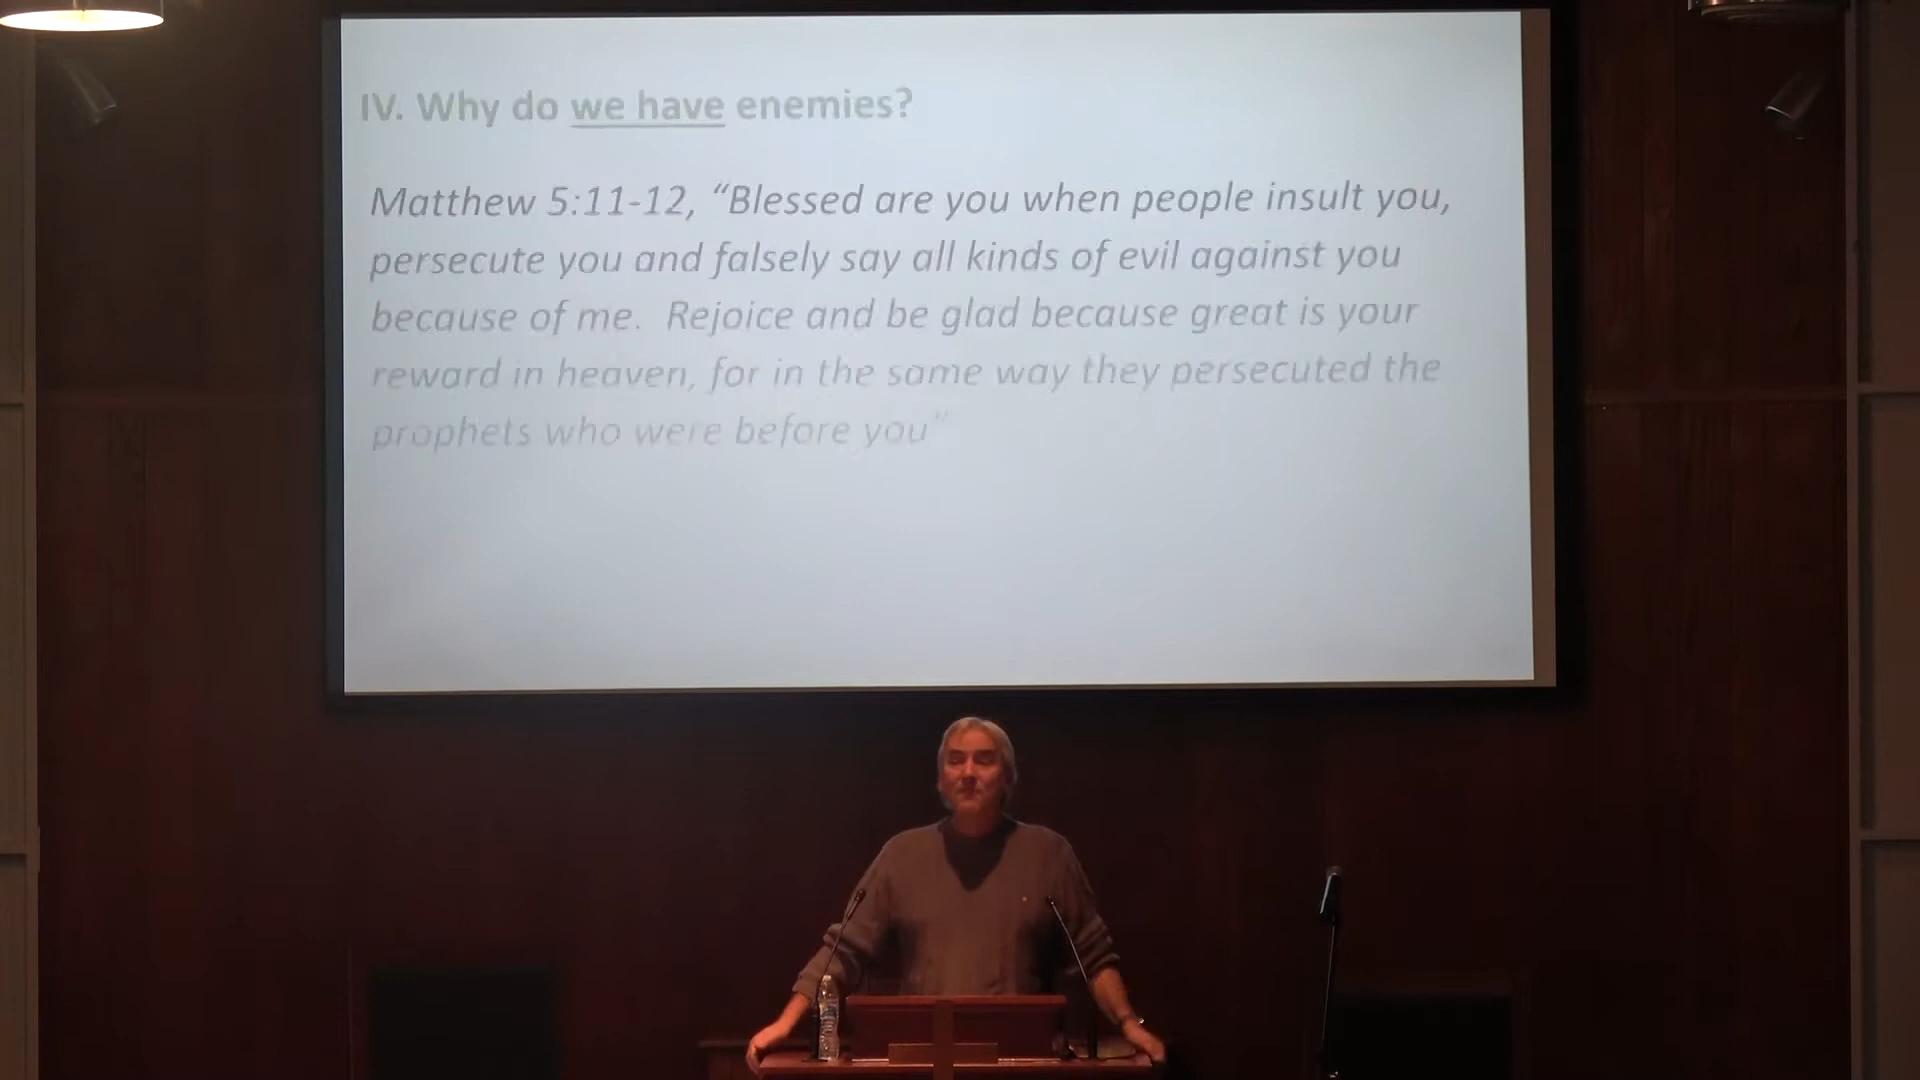 IV. Why do we have enemies?
Matthew 5:11-12, “Blessed are you when people insult you,
persecute you and falsely say all kinds of evil against you
because of me.  Rejoice and be glad because great is your
reward in heaven, for in the same way they persecuted the
prophets who were before you”